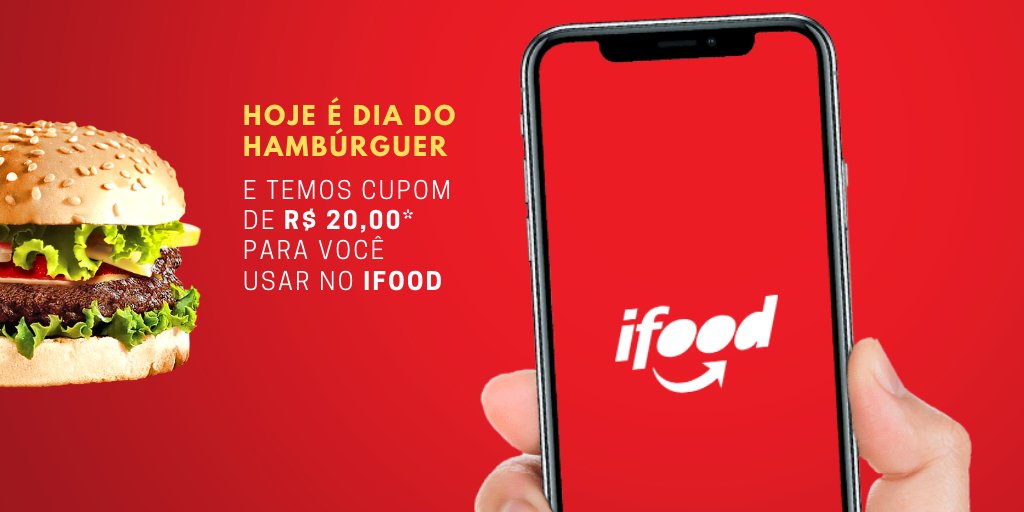 HOJE É DIA DO
HAMBÚRGUER
E TEMOS CUPOM
DE R$ 20,00*
PARA VOCÊ
USAR NO IFOOD
ifood